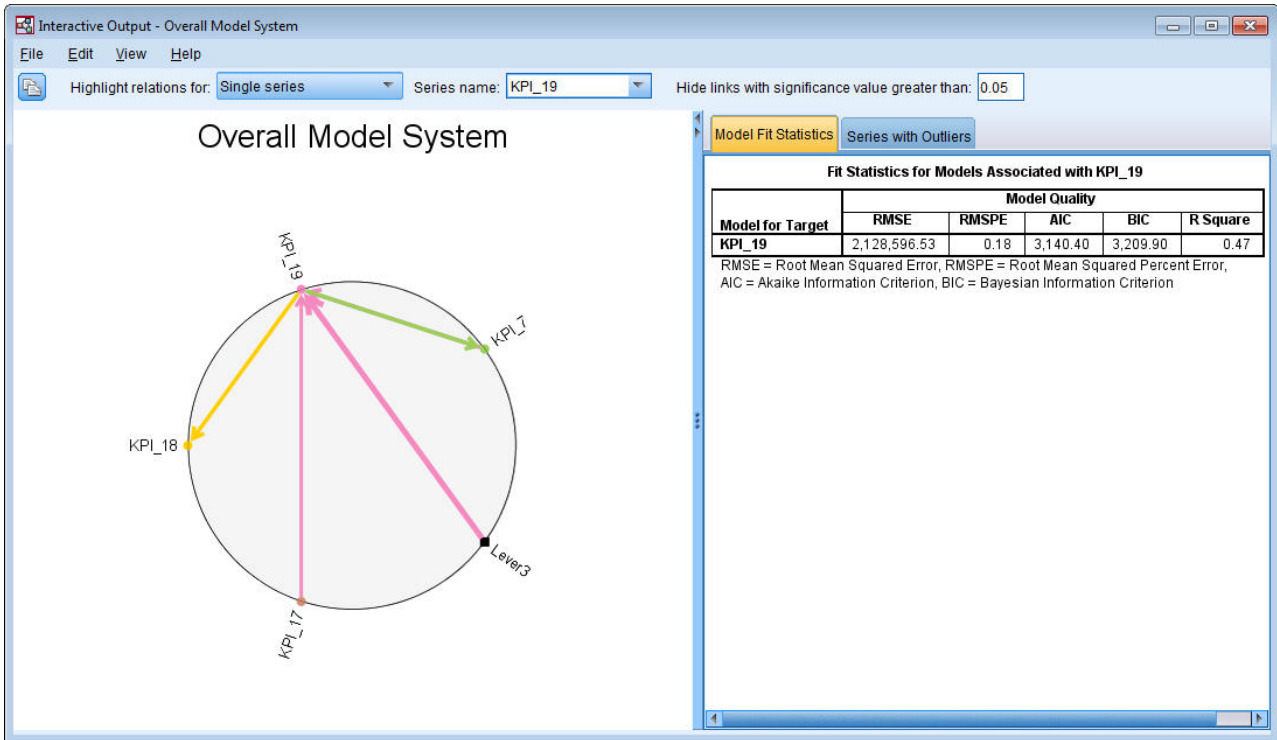 Interactive Output - Overall Model System
File Edit View Help
Highlight relations for: Single series Series name: KPI_19 Hide links with significance value greater than: 0.05
Overall Model System
KPI_19
KPI_7
KPI_18
Lever3
KPI_17
Model Fit Statistics Series with Outliers
Fit Statistics for Models Associated with KPI_19
Model Quality
Model for Target RMSE RMSPE AIC BIC R Square
KPI_19 2,128,596.53 0.18 3,140.40 3,209.90 0.47
RMSE = Root Mean Squared Error, RMSPE = Root Mean Squared Percent Error,
AIC = Akaike Information Criterion, BIC = Bayesian Information Criterion